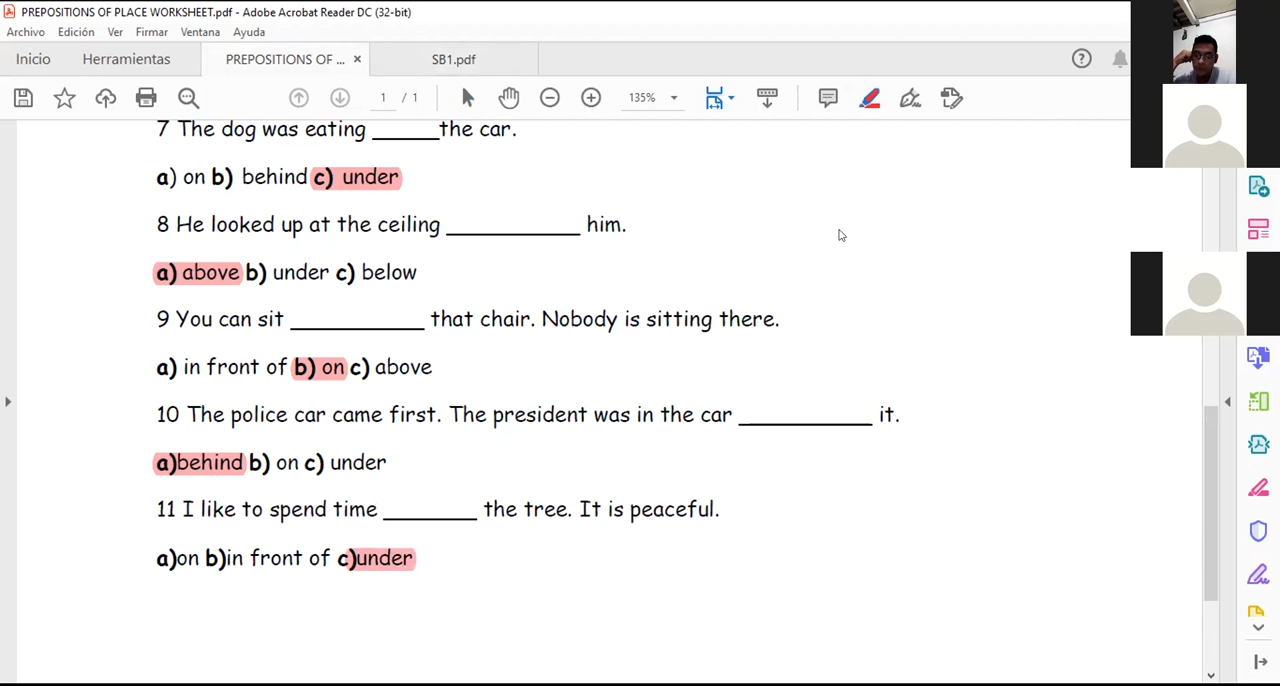 PREPOSITIONS OF PLACE WORKSHEET.pdf - Adobe Acrobat Reader DC (32-bit)
Archivo Edición Ver Firmar Ventana Ayuda
Inicio Herramientas PREPOSITIONS OF ... × SB1.pdf
1 / 1 135%
7 The dog was eating ______the car.
a) on b) behind c) under
8 He looked up at the ceiling ____________ him.
a) above b) under c) below
9 You can sit ____________ that chair. Nobody is sitting there.
a) in front of b) on c) above
10 The police car came first. The president was in the car ____________ it.
a)behind b) on c) under
11 I like to spend time ________ the tree. It is peaceful.
a)on b)in front of c)under